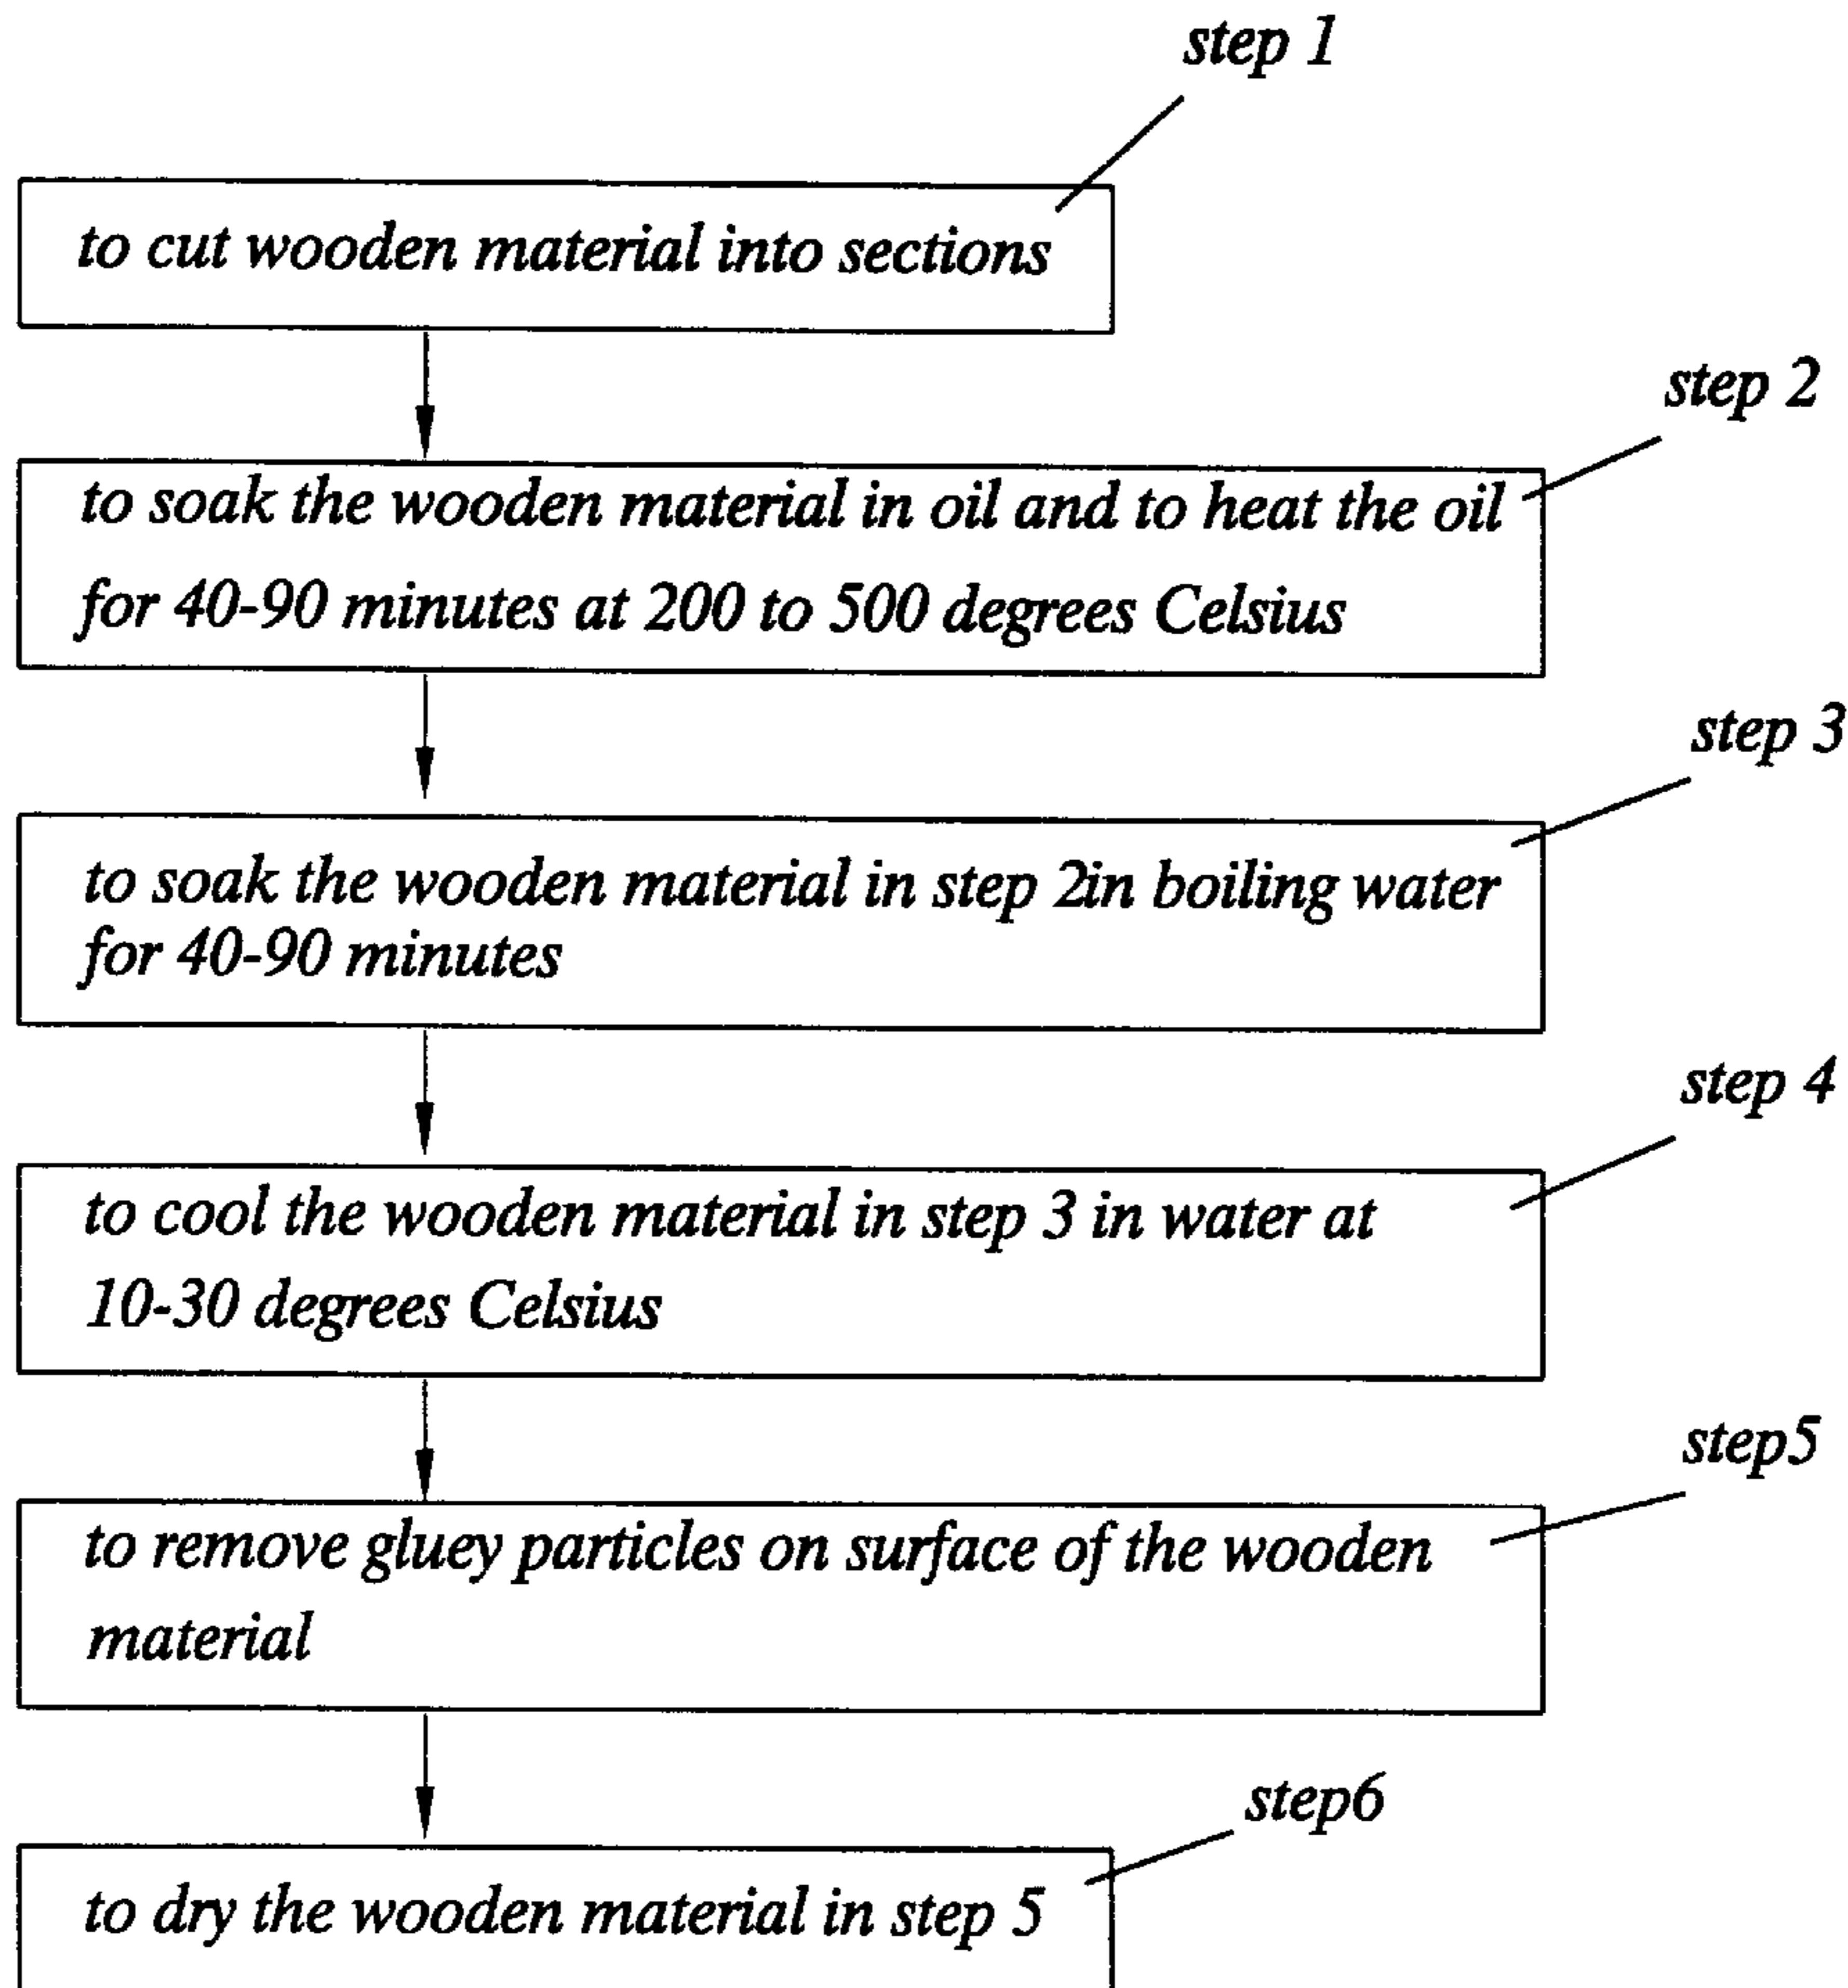 step 1
to cut wooden material into sections
step 2
to soak the wooden material in oil and to heat the oil
for 40-90 minutes at 200 to 500 degrees Celsius
step 3
to soak the wooden material in step 2in boiling water
for 40-90 minutes
step 4
to cool the wooden material in step 3 in water at
10-30 degrees Celsius
step5
to remove gluey particles on surface of the wooden
material
step6
to dry the wooden material in step 5